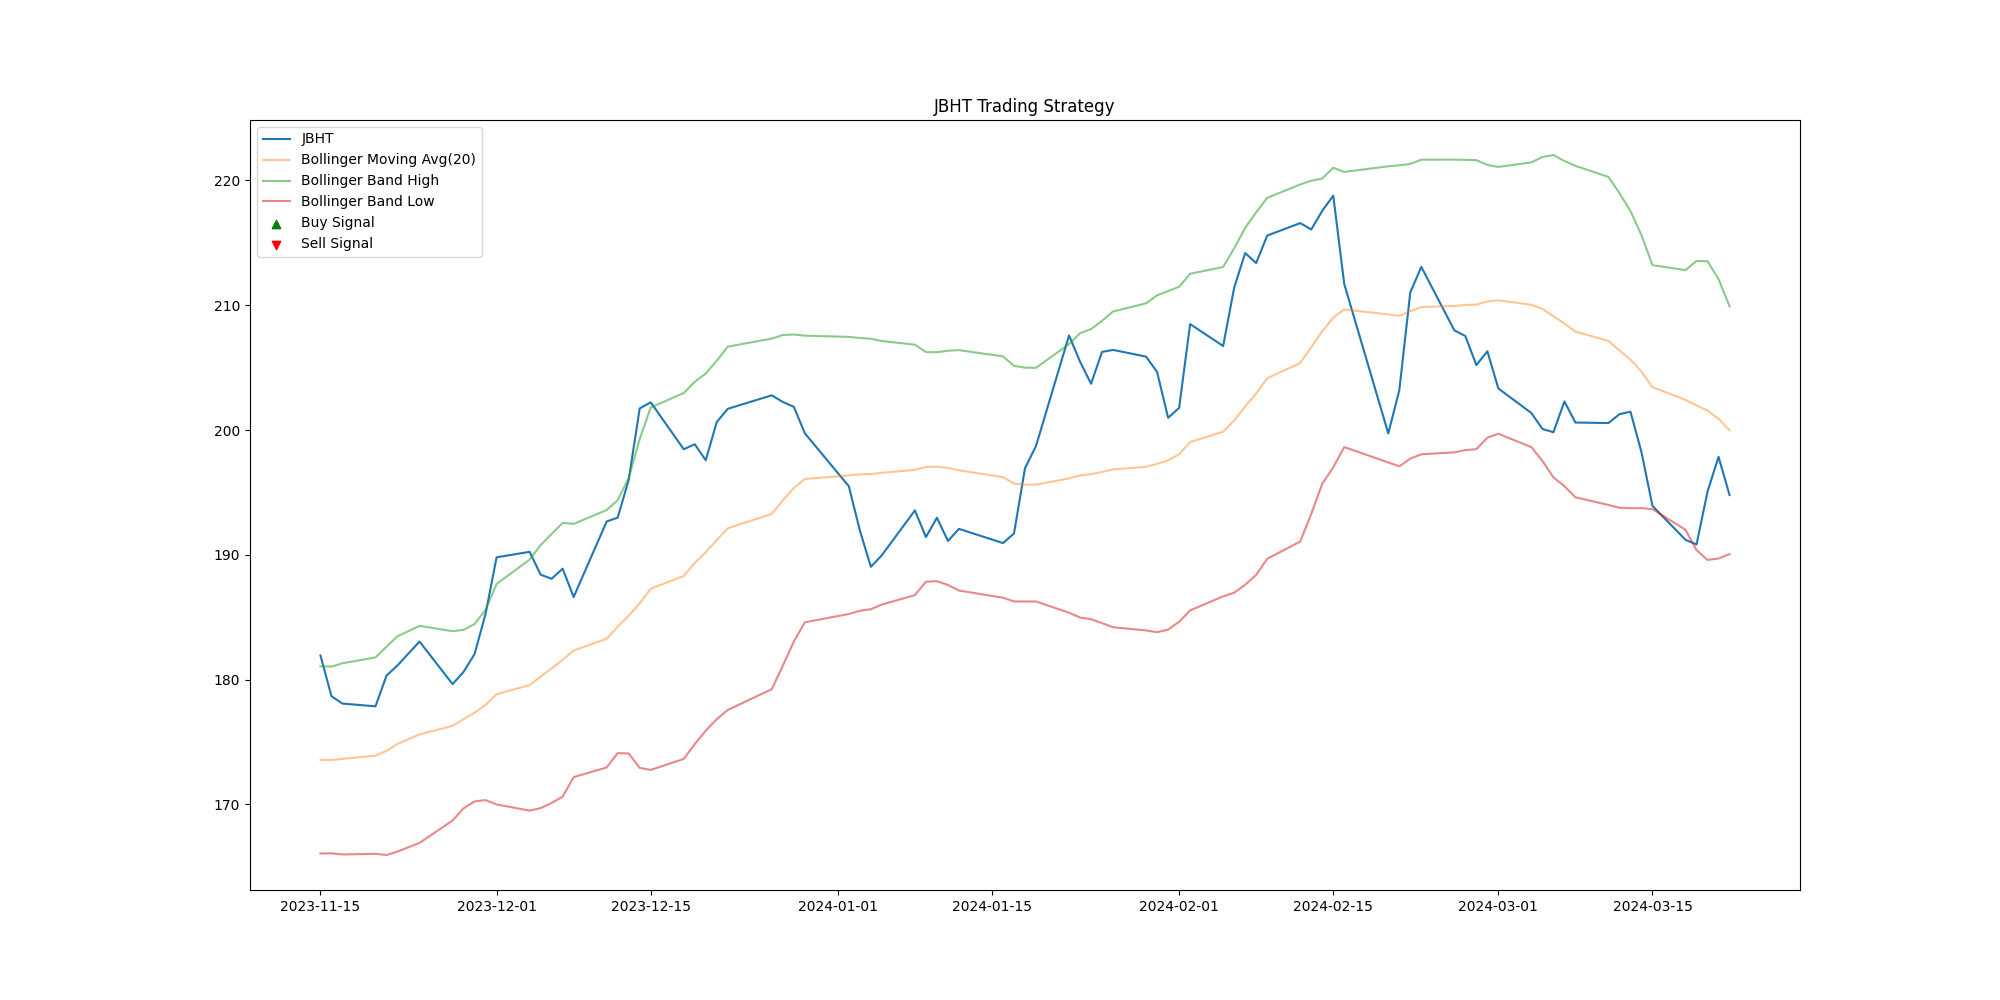 JBHT Trading Strategy
JBHT
Bollinger Moving Avg(20)
Bollinger Band High
Bollinger Band Low
Buy Signal
Sell Signal
220
210
200
190
180
170
2023-11-15 2023-12-01 2023-12-15 2024-01-01 2024-01-15 2024-02-01 2024-02-15 2024-03-01 2024-03-15